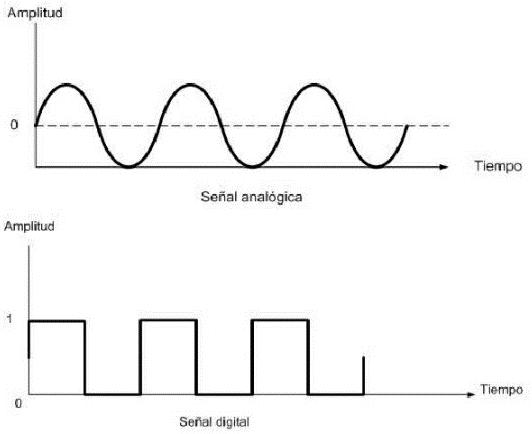 Amplitud
0
Tiempo
Señal analógica
Amplitud
1
0
Tiempo
Señal digital